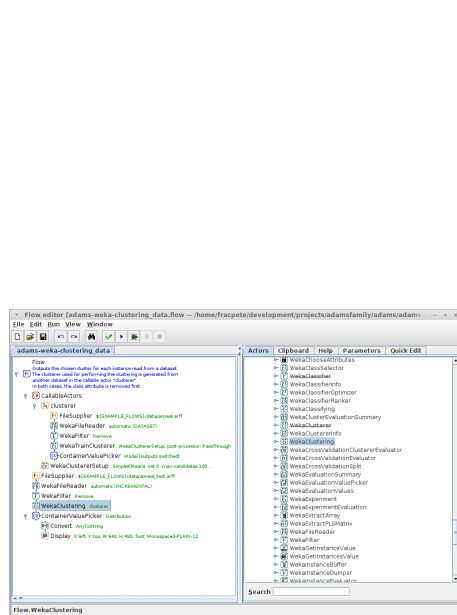 Flow editor [adams-weka-clustering_data.flow -- /home/fracpete/development/projects/adamsfamily/adams/adams-
File Edit Run View Window
adams-weka-clustering_data
Flow
Outputs the chosen cluster for each instance read from a dataset.
The clusterer used for performing the clustering is generated from
another dataset in the callable actor "clusterer".
In both cases, the class attribute is removed first.
CallableActors
clusterer
FileSupplier ${EXAMPLE_FLOWS}/data/anneal.arff
WekaFileReader automatic (DATASET)
WekaFilter Remove
WekaTrainClusterer WekaClustererSetup, post-processor: PassThrough
ContainerValuePicker Model [outputs switched]
WekaClustererSetup SimpleKMeans -init 0 -max-candidates 100...
FileSupplier ${EXAMPLE_FLOWS}/data/anneal_test.arff
WekaFileReader automatic (INCREMENTAL)
WekaFilter Remove
WekaClustering clusterer
ContainerValuePicker Distribution
Convert AnyToString
Display X:left, Y:top, W:640, H:480, font: Monospaced-PLAIN-12
Actors Clipboard Help Parameters Quick Edit
WekaChooseAttributes
WekaClassSelector
WekaClassifier
WekaClassifierInfo
WekaClassifierOptimizer
WekaClassifierRanker
WekaClassifying
WekaClusterEvaluationSummary
WekaClusterer
WekaClustererInfo
WekaClustering
WekaCrossValidationClustererEvaluator
WekaCrossValidationEvaluator
WekaCrossValidationSplit
WekaEvaluationSummary
WekaEvaluationValuePicker
WekaEvaluationValues
WekaExperiment
WekaExperimentEvaluation
WekaExtractArray
WekaExtractPLSMatrix
WekaFileReader
WekaFilter
WekaGetInstanceValue
WekaGetInstancesValue
WekaInstanceBuffer
WekaInstanceDumper
WekaInstanceEvaluator
Search
Flow.WekaClustering